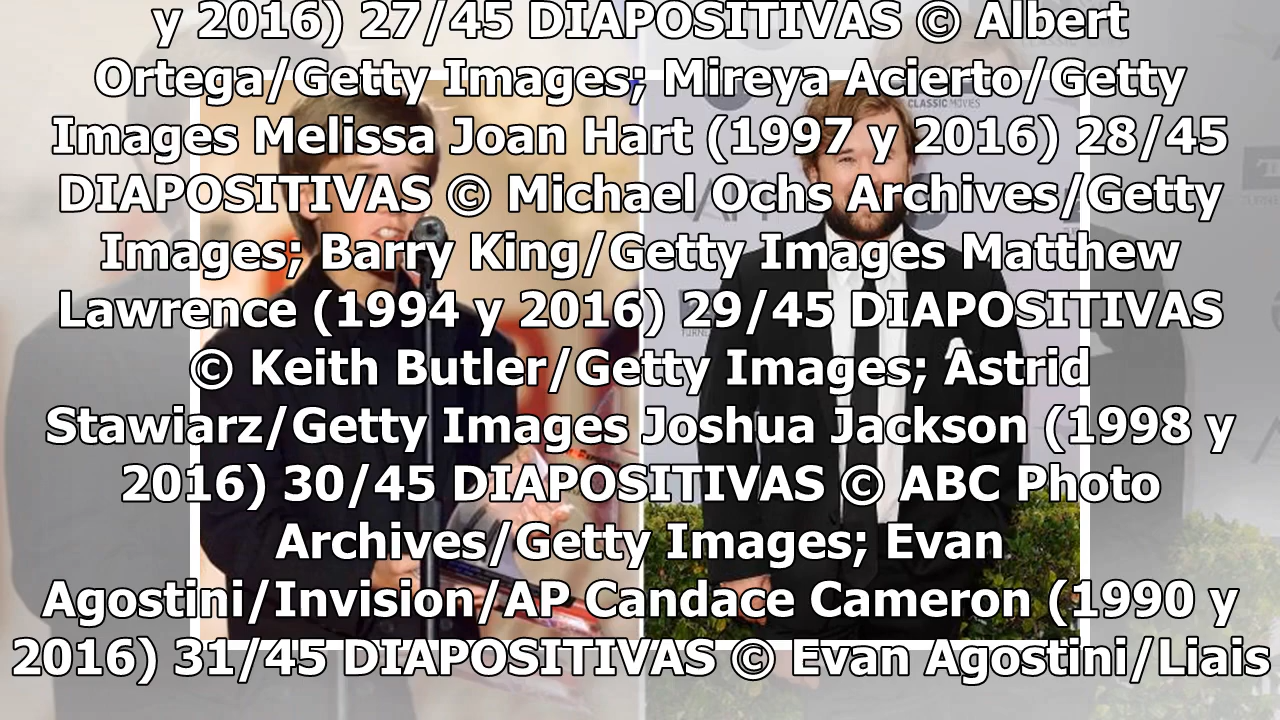 y 2016) 27/45 DIAPOSITIVAS © Albert
Ortega/Getty Images; Mireya Acierto/Getty
Images Melissa Joan Hart (1997 y 2016) 28/45
DIAPOSITIVAS © Michael Ochs Archives/Getty
Images; Barry King/Getty Images Matthew
Lawrence (1994 y 2016) 29/45 DIAPOSITIVAS
© Keith Butler/Getty Images; Astrid
Stawiarz/Getty Images Joshua Jackson (1998 y
2016) 30/45 DIAPOSITIVAS © ABC Photo
Archives/Getty Images; Evan
Agostini/Invision/AP Candace Cameron (1990 y
2016) 31/45 DIAPOSITIVAS © Evan Agostini/Liais
CLASSIC MOVIES
AFI